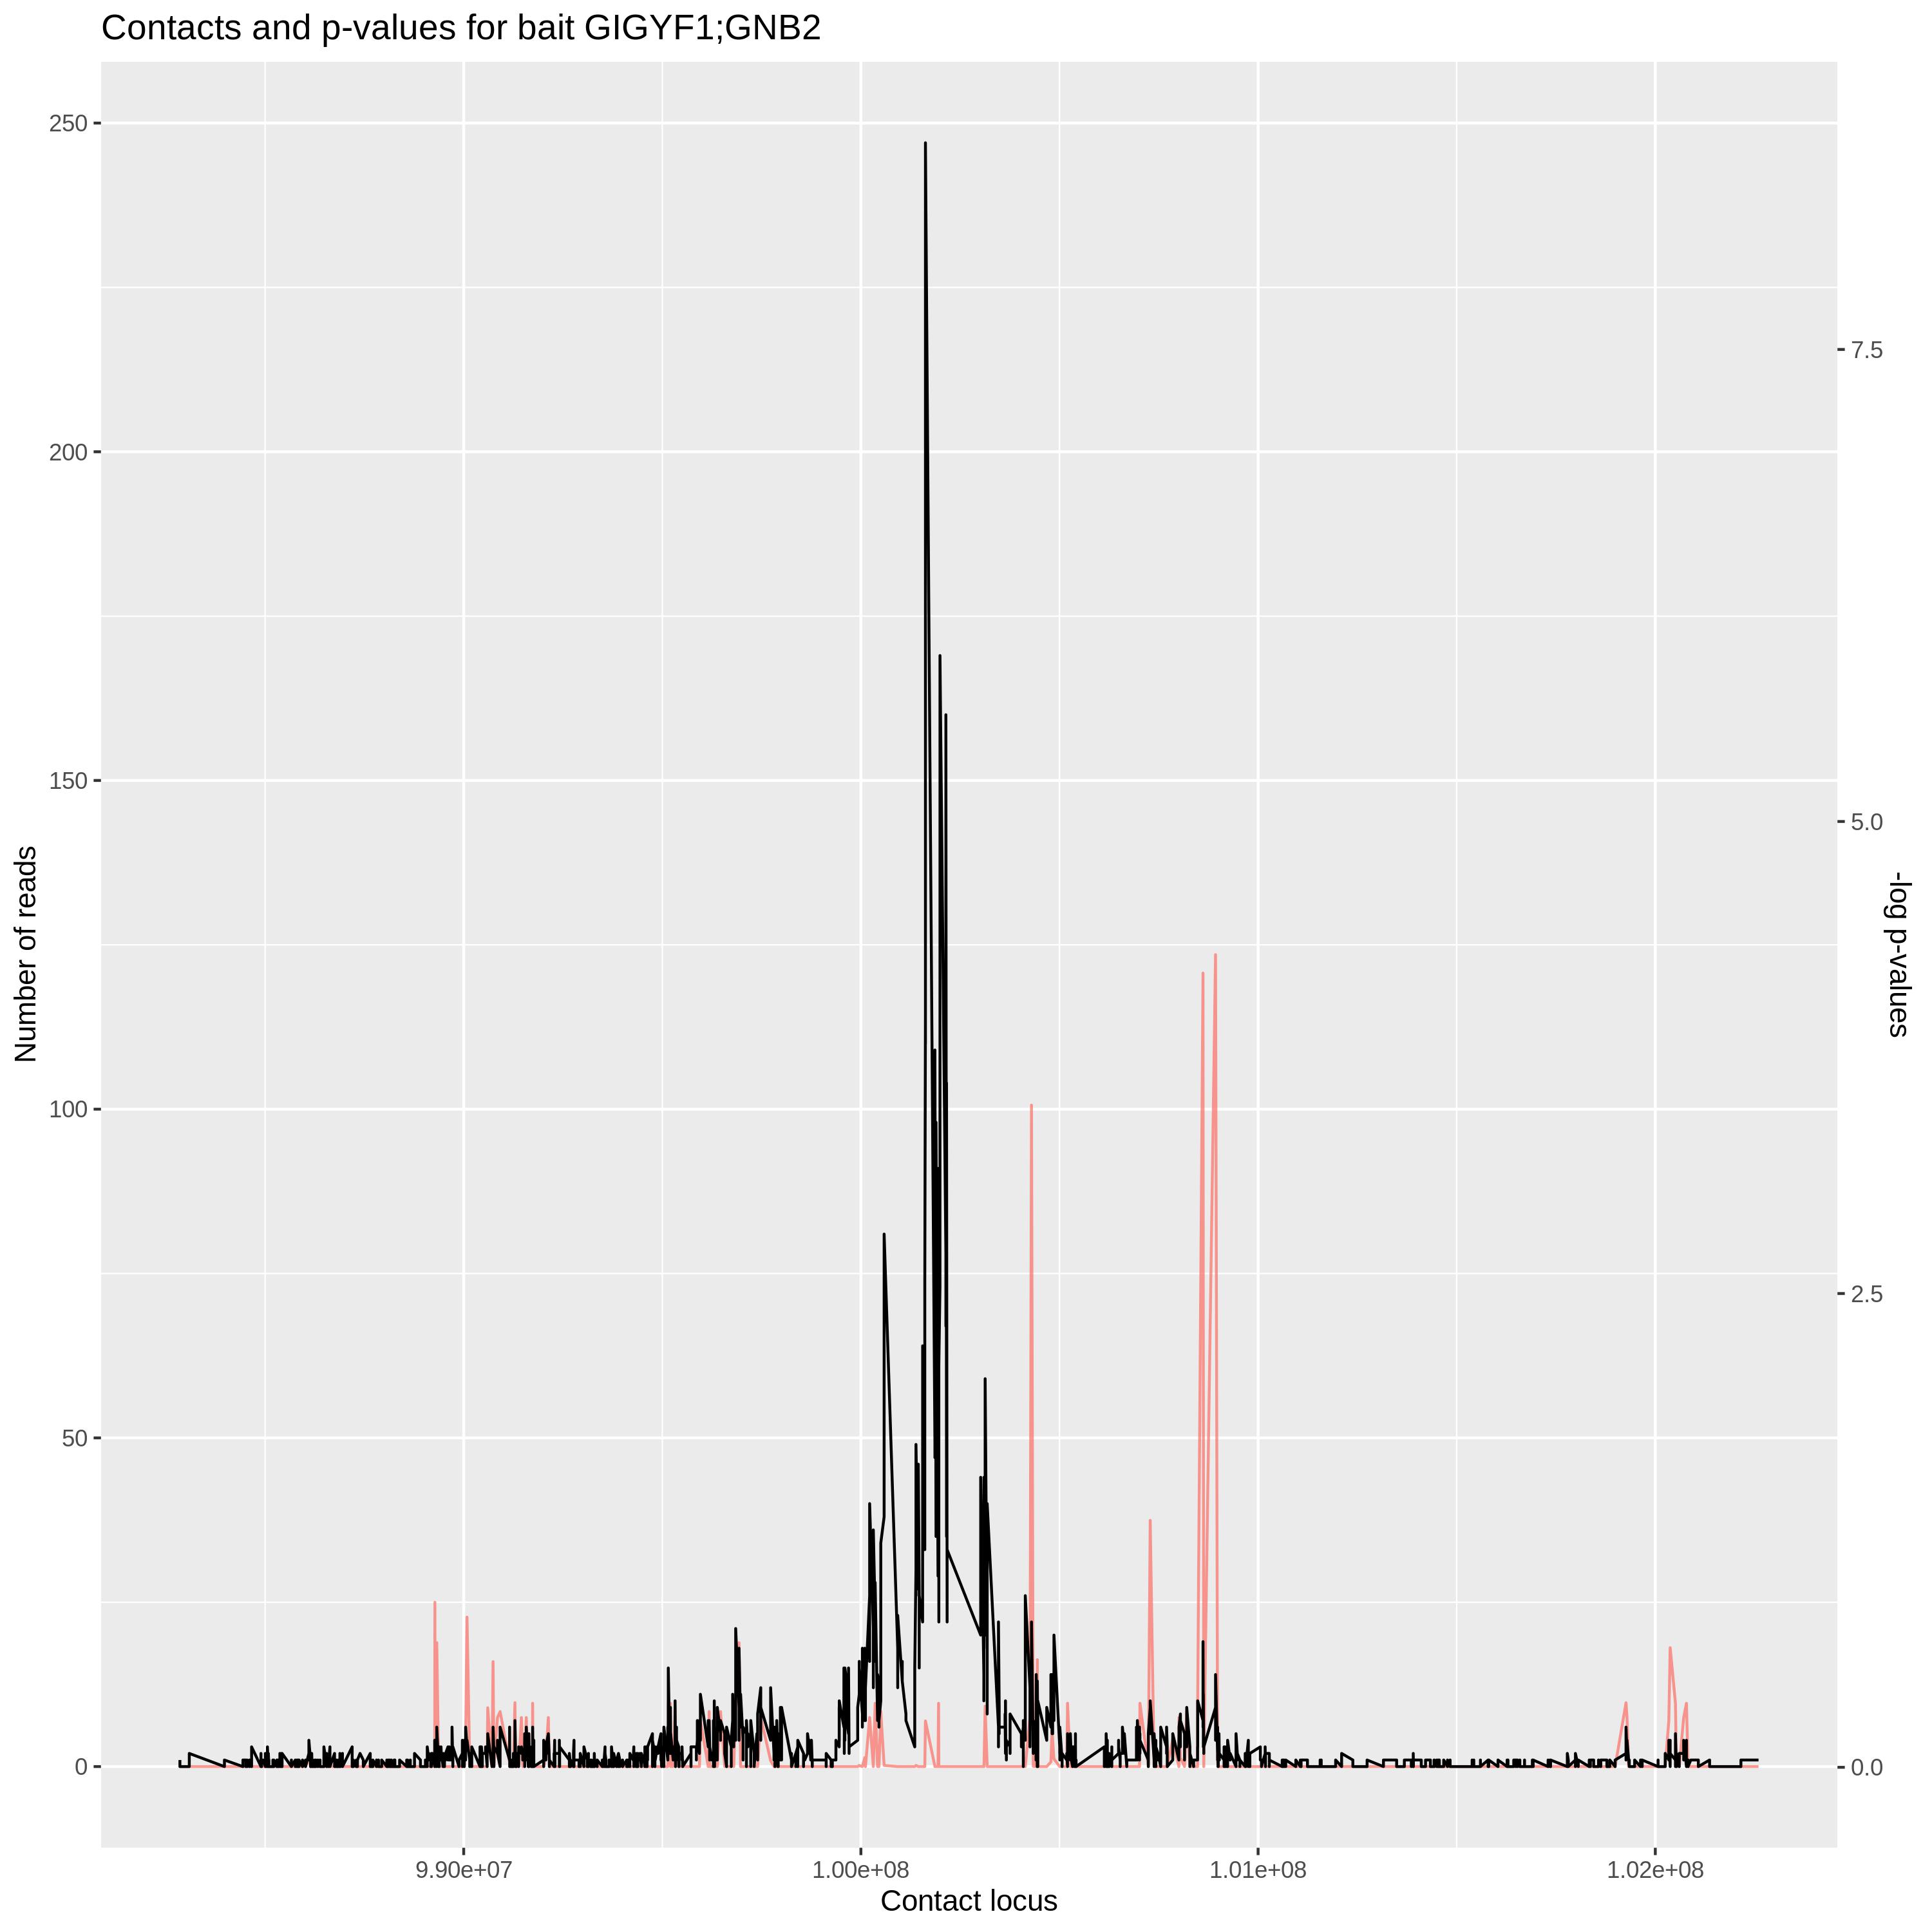 Contacts and p-values for bait GIGYF1;GNB2
250
200
150
100
50
0
Number of reads
7.5
5.0
2.5
0.0
-log p-values
9.90e+07
1.00e+08
1.01e+08
1.02e+08
Contact locus